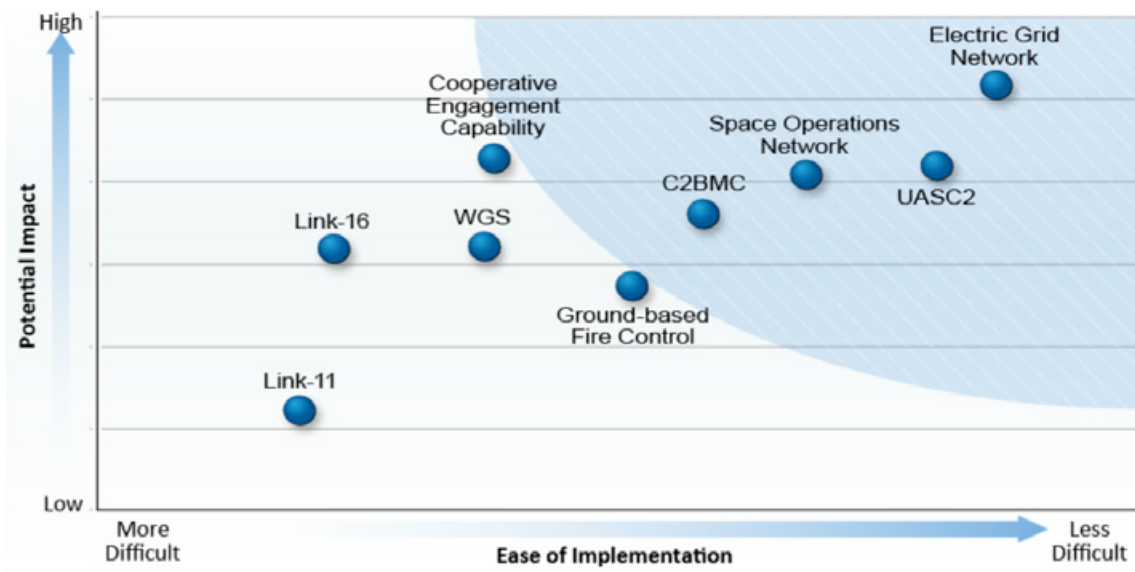 High
Electric Grid
Network
Cooperative
Engagement
Capability
Space Operations
Network
C2BMC
UASC2
Link-16
WGS
Potential Impact
Ground-based
Fire Control
Link-11
Low
More
Difficult
Ease of Implementation
Less
Difficult